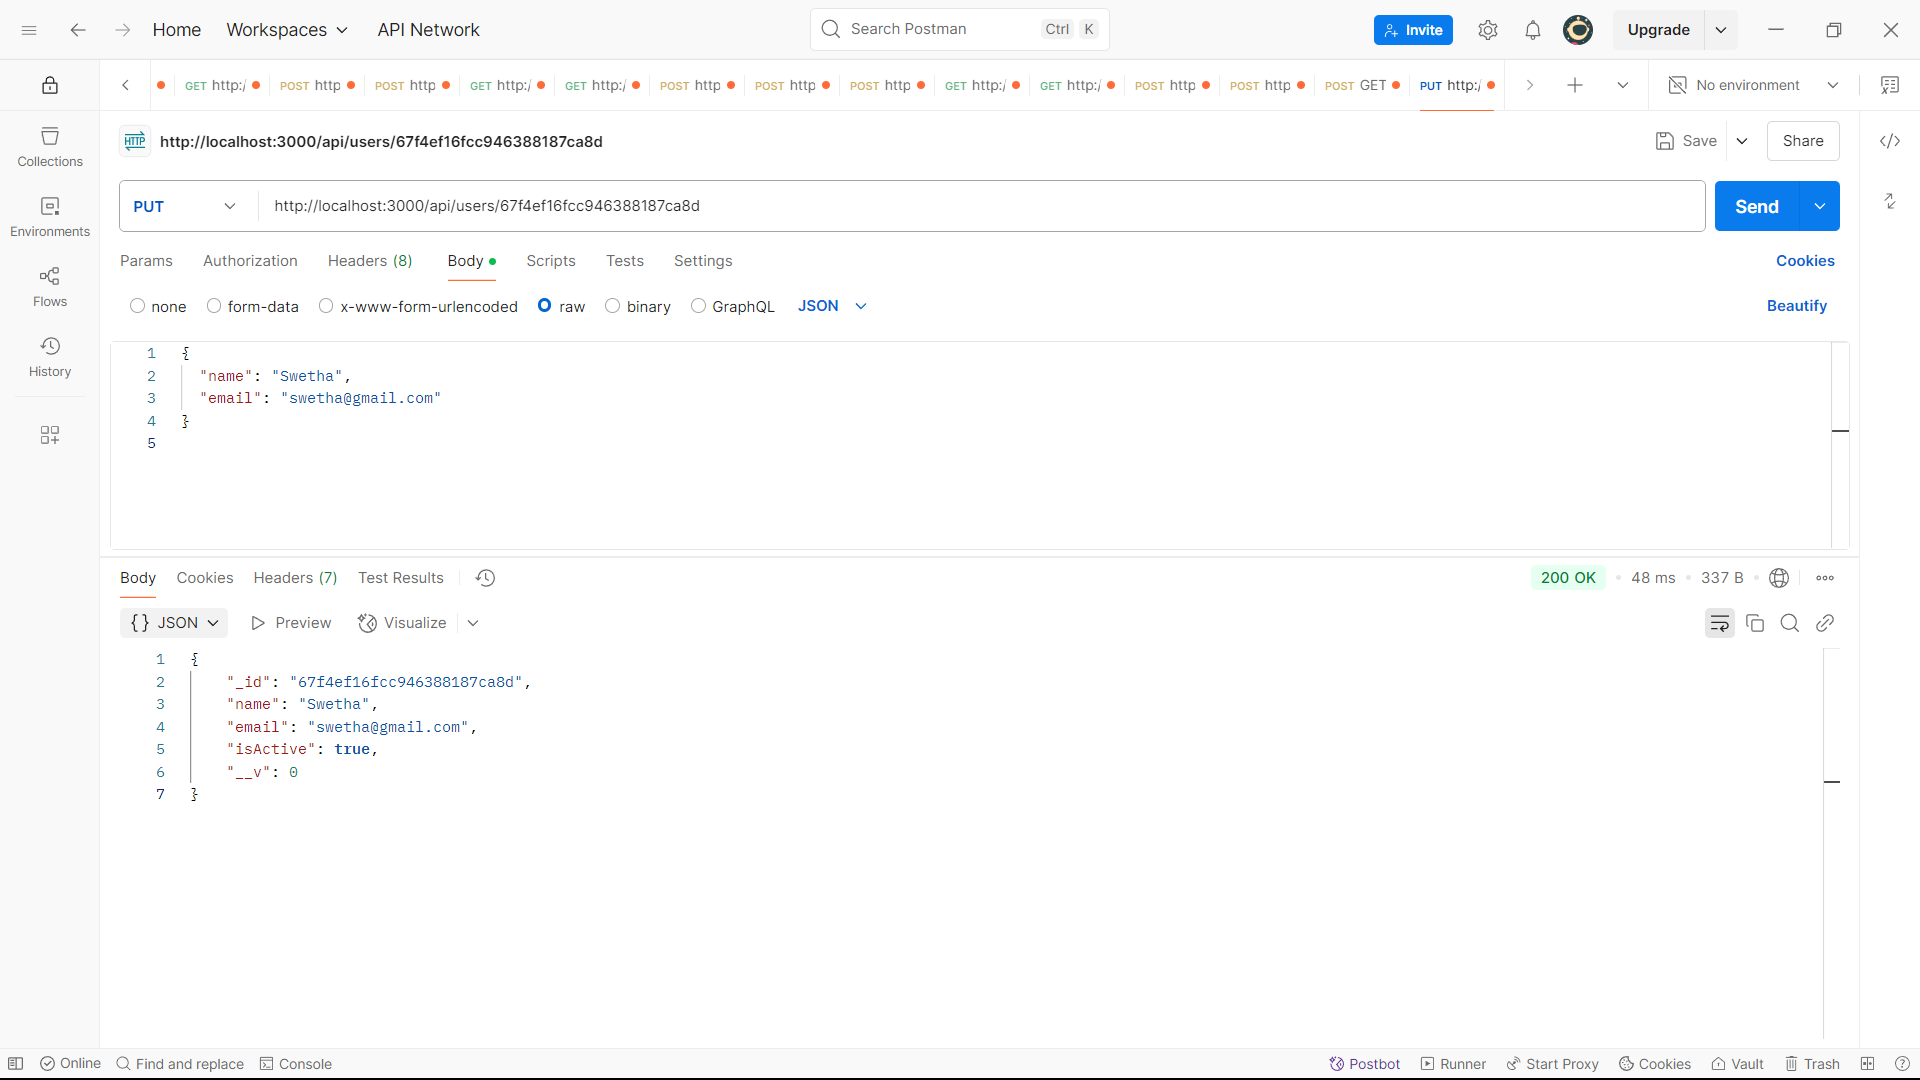 Home Workspaces API Network Search Postman Ctrl K Invite Upgrade
GET http:/ POST http POST http GET http:/ GET http:/ POST http POST http POST http GET http:/ GET http:/ POST http POST http POST GET PUT http:/ No environment
HTTP http://localhost:3000/api/users/67f4ef16fcc946388187ca8d Save Share
Collections
Environments
Flows
History
PUT http://localhost:3000/api/users/67f4ef16fcc946388187ca8d Send
Params Authorization Headers (8) Body Scripts Tests Settings Cookies
none form-data x-www-form-urlencoded raw binary GraphQL JSON Beautify
1 {
2 "name": "Swetha",
3 "email": "swetha@gmail.com"
4 }
5
Body Cookies Headers (7) Test Results 200 OK 48 ms 337 B
{} JSON Preview Visualize
1 {
2 "_id": "67f4ef16fcc946388187ca8d",
3 "name": "Swetha",
4 "email": "swetha@gmail.com",
5 "isActive": true,
6 "__v": 0
7 }
Online Find and replace Console Postbot Runner Start Proxy Cookies Vault Trash